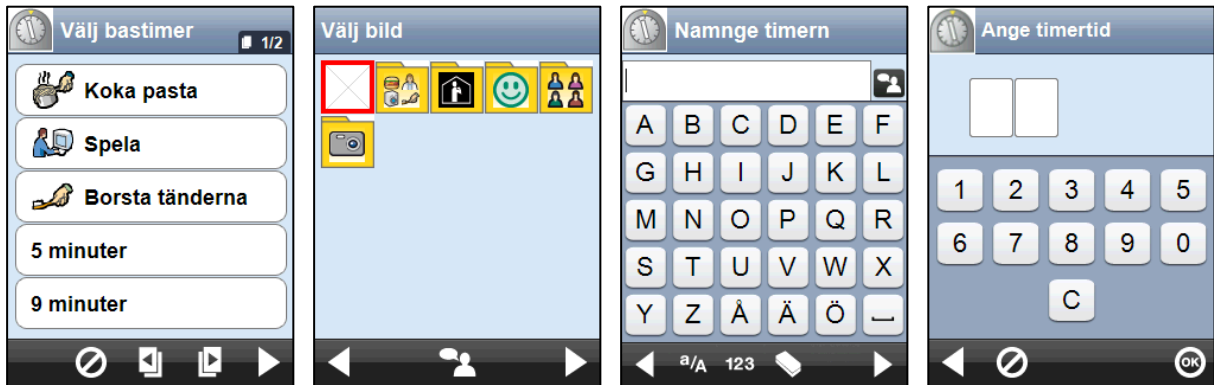 Välj bastimer
1/2
Koka pasta
Spela
Borsta tänderna
5 minuter
9 minuter
Välj bild
Namnge timern
A B C D E F
G H I J K L
M N O P Q R
S T U V W X
Y Z Å Ä Ö
a/A 123
Ange timertid
1 2 3 4 5
6 7 8 9 0
C
OK